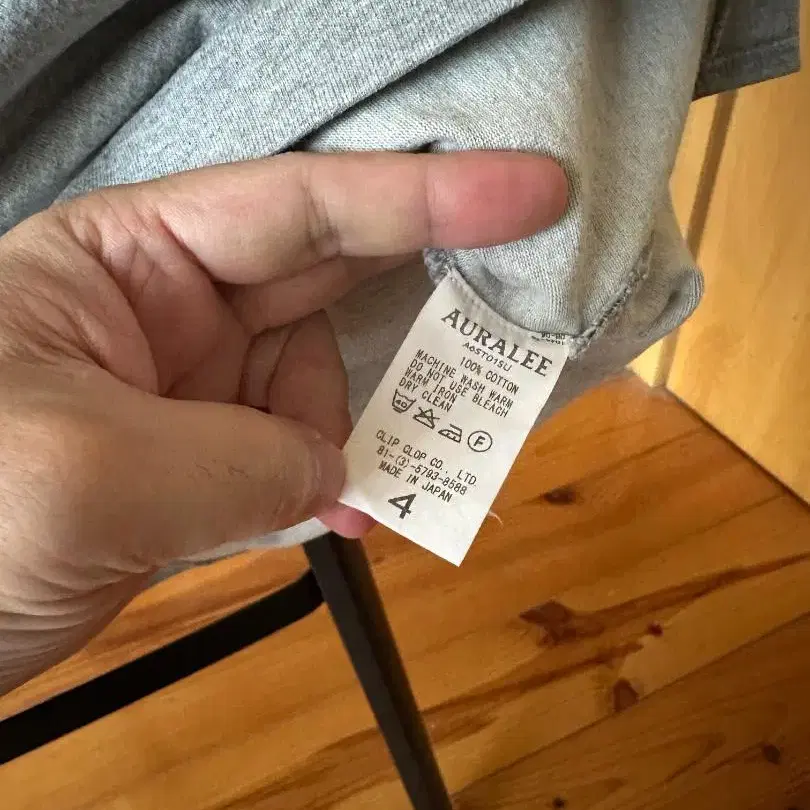 AURALEE
A6ST01SU
100% COTTON
MACHINE WASH WARM
DO NOT USE BLEACH
WARM IRON
DRY CLEAN
40
F
CLIP CLOP CO., LTD.
81-(3)-5793-8588
MADE IN JAPAN
4